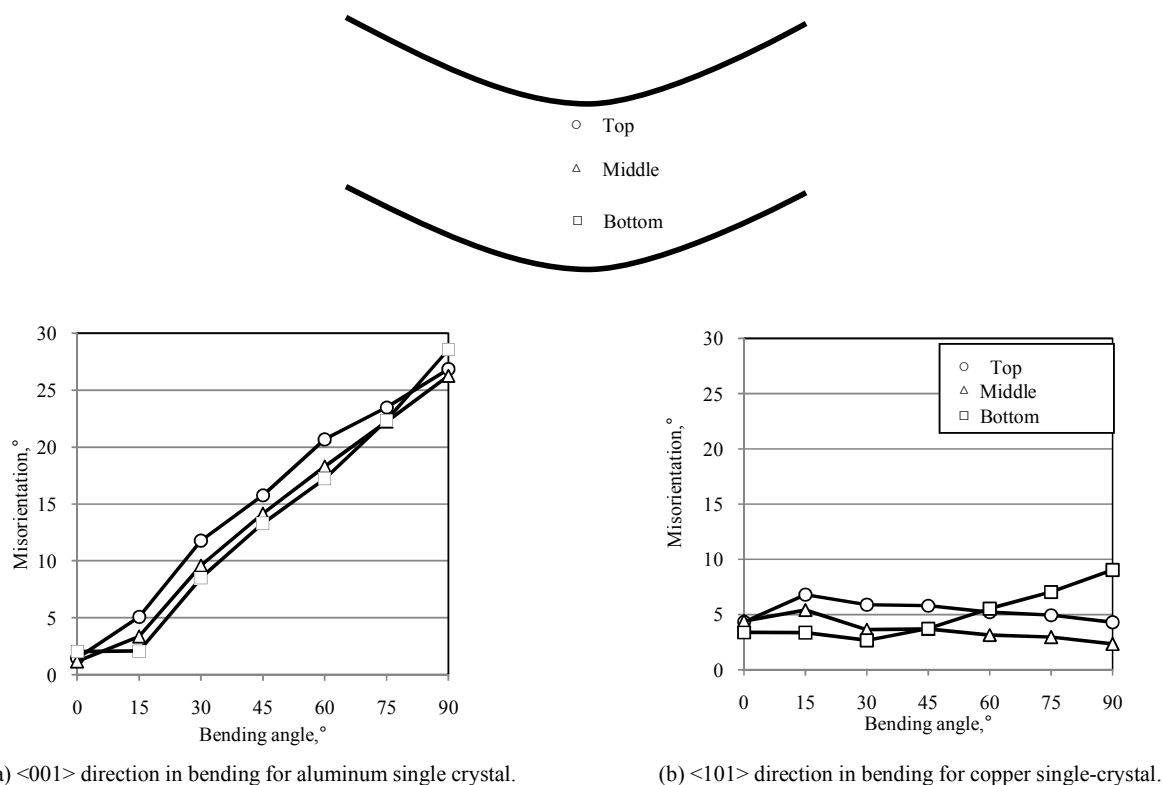 Top
Middle
Bottom
30
25
20
15
10
5
0
Misorientation,°
0 15 30 45 60 75 90
Bending angle,°
a) <001> direction in bending for aluminum single crystal.
30
25
20
15
10
5
0
Misorientation,°
Top
Middle
Bottom
0 15 30 45 60 75 90
Bending angle,°
(b) <101> direction in bending for copper single-crystal.